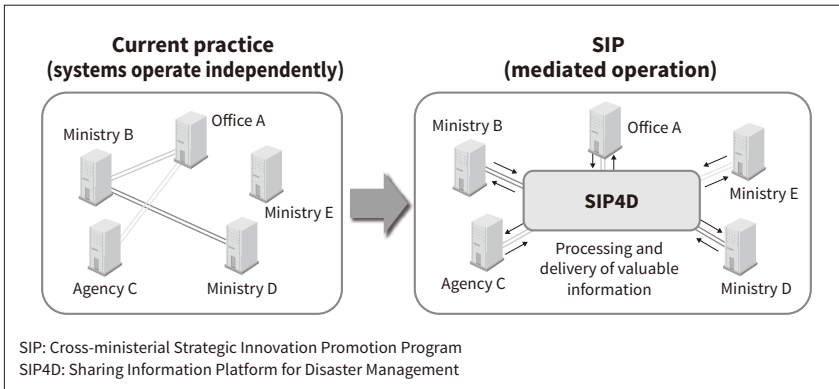 Current practice
(systems operate independently)
Office A
Ministry B
Ministry E
Agency C
Ministry D
SIP
(mediated operation)
Ministry B
Office A
Ministry E
SIP4D
Processing and
delivery of valuable
information
Agency C
Ministry D
SIP: Cross-ministerial Strategic Innovation Promotion Program
SIP4D: Sharing Information Platform for Disaster Management